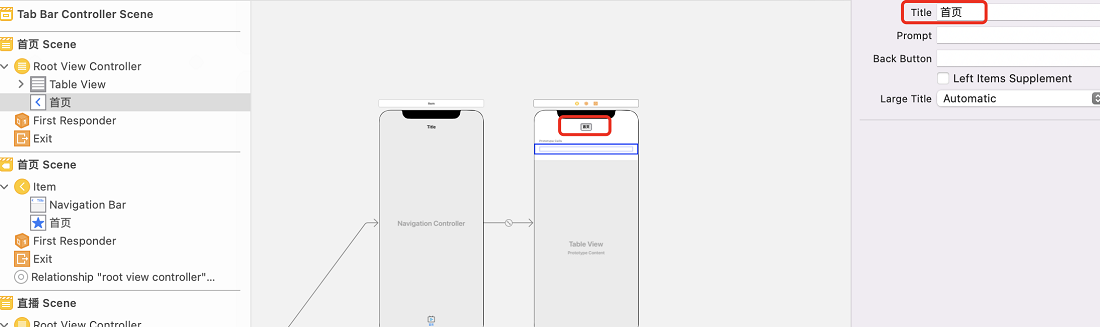 Tab Bar Controller Scene
首页 Scene
Root View Controller
Table View
首页
First Responder
Exit
首页 Scene
Item
Navigation Bar
首页
First Responder
Exit
Relationship "root view controller"...
直播 Scene
Root View Controller
Item
Title
Navigation Controller
首页
Prototype Cells
Table View
Prototype Content
Title 首页
Prompt
Back Button
Left Items Supplement
Large Title Automatic